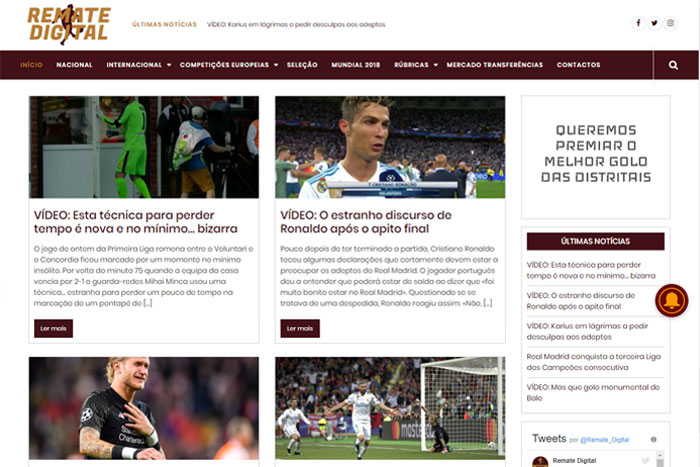 REMATE
DIGITAL
ÚLTIMAS NOTÍCIAS
VÍDEO: Karius em lágrimas a pedir desculpas aos adeptos
INÍCIO
NACIONAL
INTERNACIONAL
COMPETIÇÕES EUROPEIAS
SELEÇÃO
MUNDIAL 2018
RÚBRICAS
MERCADO TRANSFERÊNCIAS
CONTACTOS
VÍDEO: Esta técnica para perder
tempo é nova e no mínimo... bizarra
O jogo de ontem da Primeira Liga romena entre o Voluntari e
o Concordia ficou marcado por um momento no mínimo
insólito. Por volta do minuto 75 quando a equipa da casa
vencia por 2-1 o guarda-redes Mihai Minca usou uma
técnica... estranha para perder um pouco de tempo na
marcação de um pontapé de [...]
Ler mais
7 CRISTIANO RONALDO
DELANTERO
VÍDEO: O estranho discurso de
Ronaldo após o apito final
Pouco depois de ter terminado a partida, Cristiano Ronaldo
teceu algumas declarações que certamente devem estar a
preocupar os adeptos do Real Madrid. O jogador português
deu a entender que poderá estar de saída ao dizer que «foi
muito bonito estar no Real Madrid». Questionado se se
tratava de uma despedida, Ronaldo reagiu assim: «Não, [...]
Ler mais
QUEREMOS
PREMIAR O
MELHOR GOLO
DAS DISTRITAIS
ÚLTIMAS NOTÍCIAS
VÍDEO: Esta técnica para perder
tempo é nova e no mínimo... bizarra
VÍDEO: O estranho discurso de
Ronaldo após o apito final
VÍDEO: Karius em lágrimas a pedir
desculpas aos adeptos
Real Madrid conquista a terceira Liga
dos Campeões consecutiva
VÍDEO: Mas que golo monumental do
Bale
Standard
Chartered
Tweets por @Remate_Digital
Remate Digital